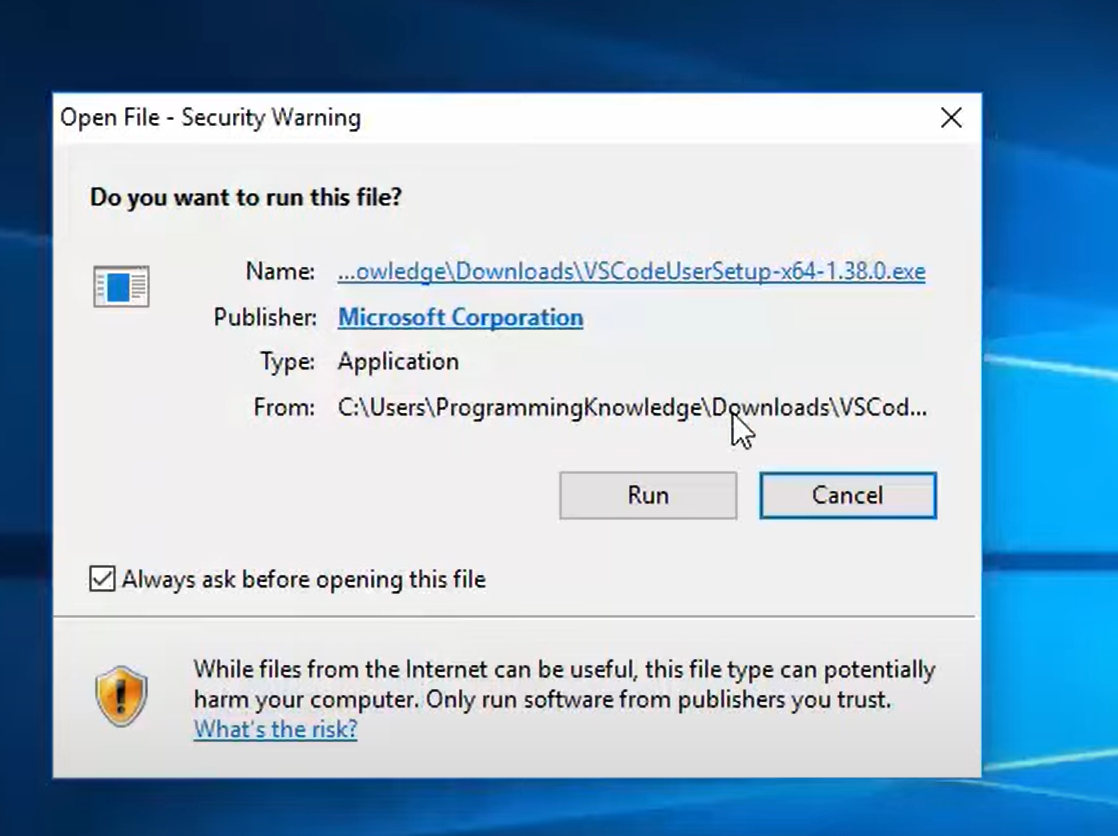 Open File - Security Warning
Do you want to run this file?
Name: ...owledge\Downloads\VSCodeUserSetup-x64-1.38.0.exe
Publisher: Microsoft Corporation
Type: Application
From: C:\Users\ProgrammingKnowledge\Downloads\VSCod...
Run Cancel
Always ask before opening this file
While files from the Internet can be useful, this file type can potentially
harm your computer. Only run software from publishers you trust.
What's the risk?